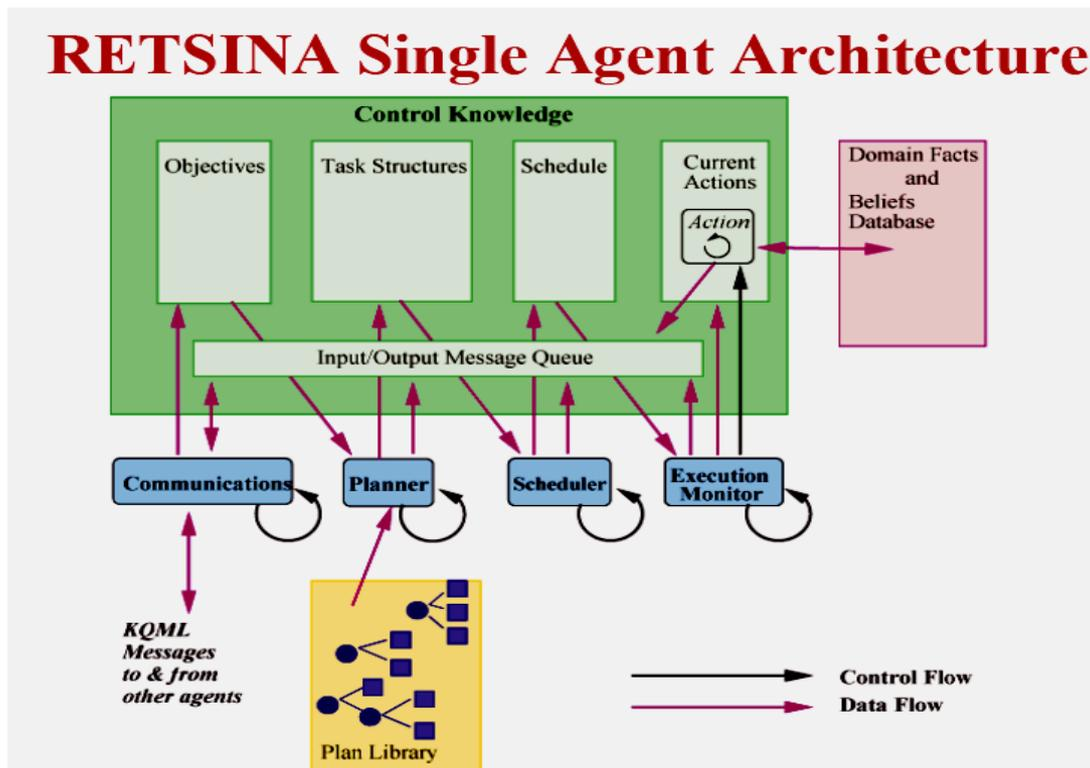 RETSINA Single Agent Architecture
Control Knowledge
Objectives
Task Structures
Schedule
Current
Actions
Action
Domain Facts
and
Beliefs
Database
Input/Output Message Queue
Communications
Planner
Scheduler
Execution
Monitor
KQML
Messages
to & from
other agents
Plan Library
Control Flow
Data Flow